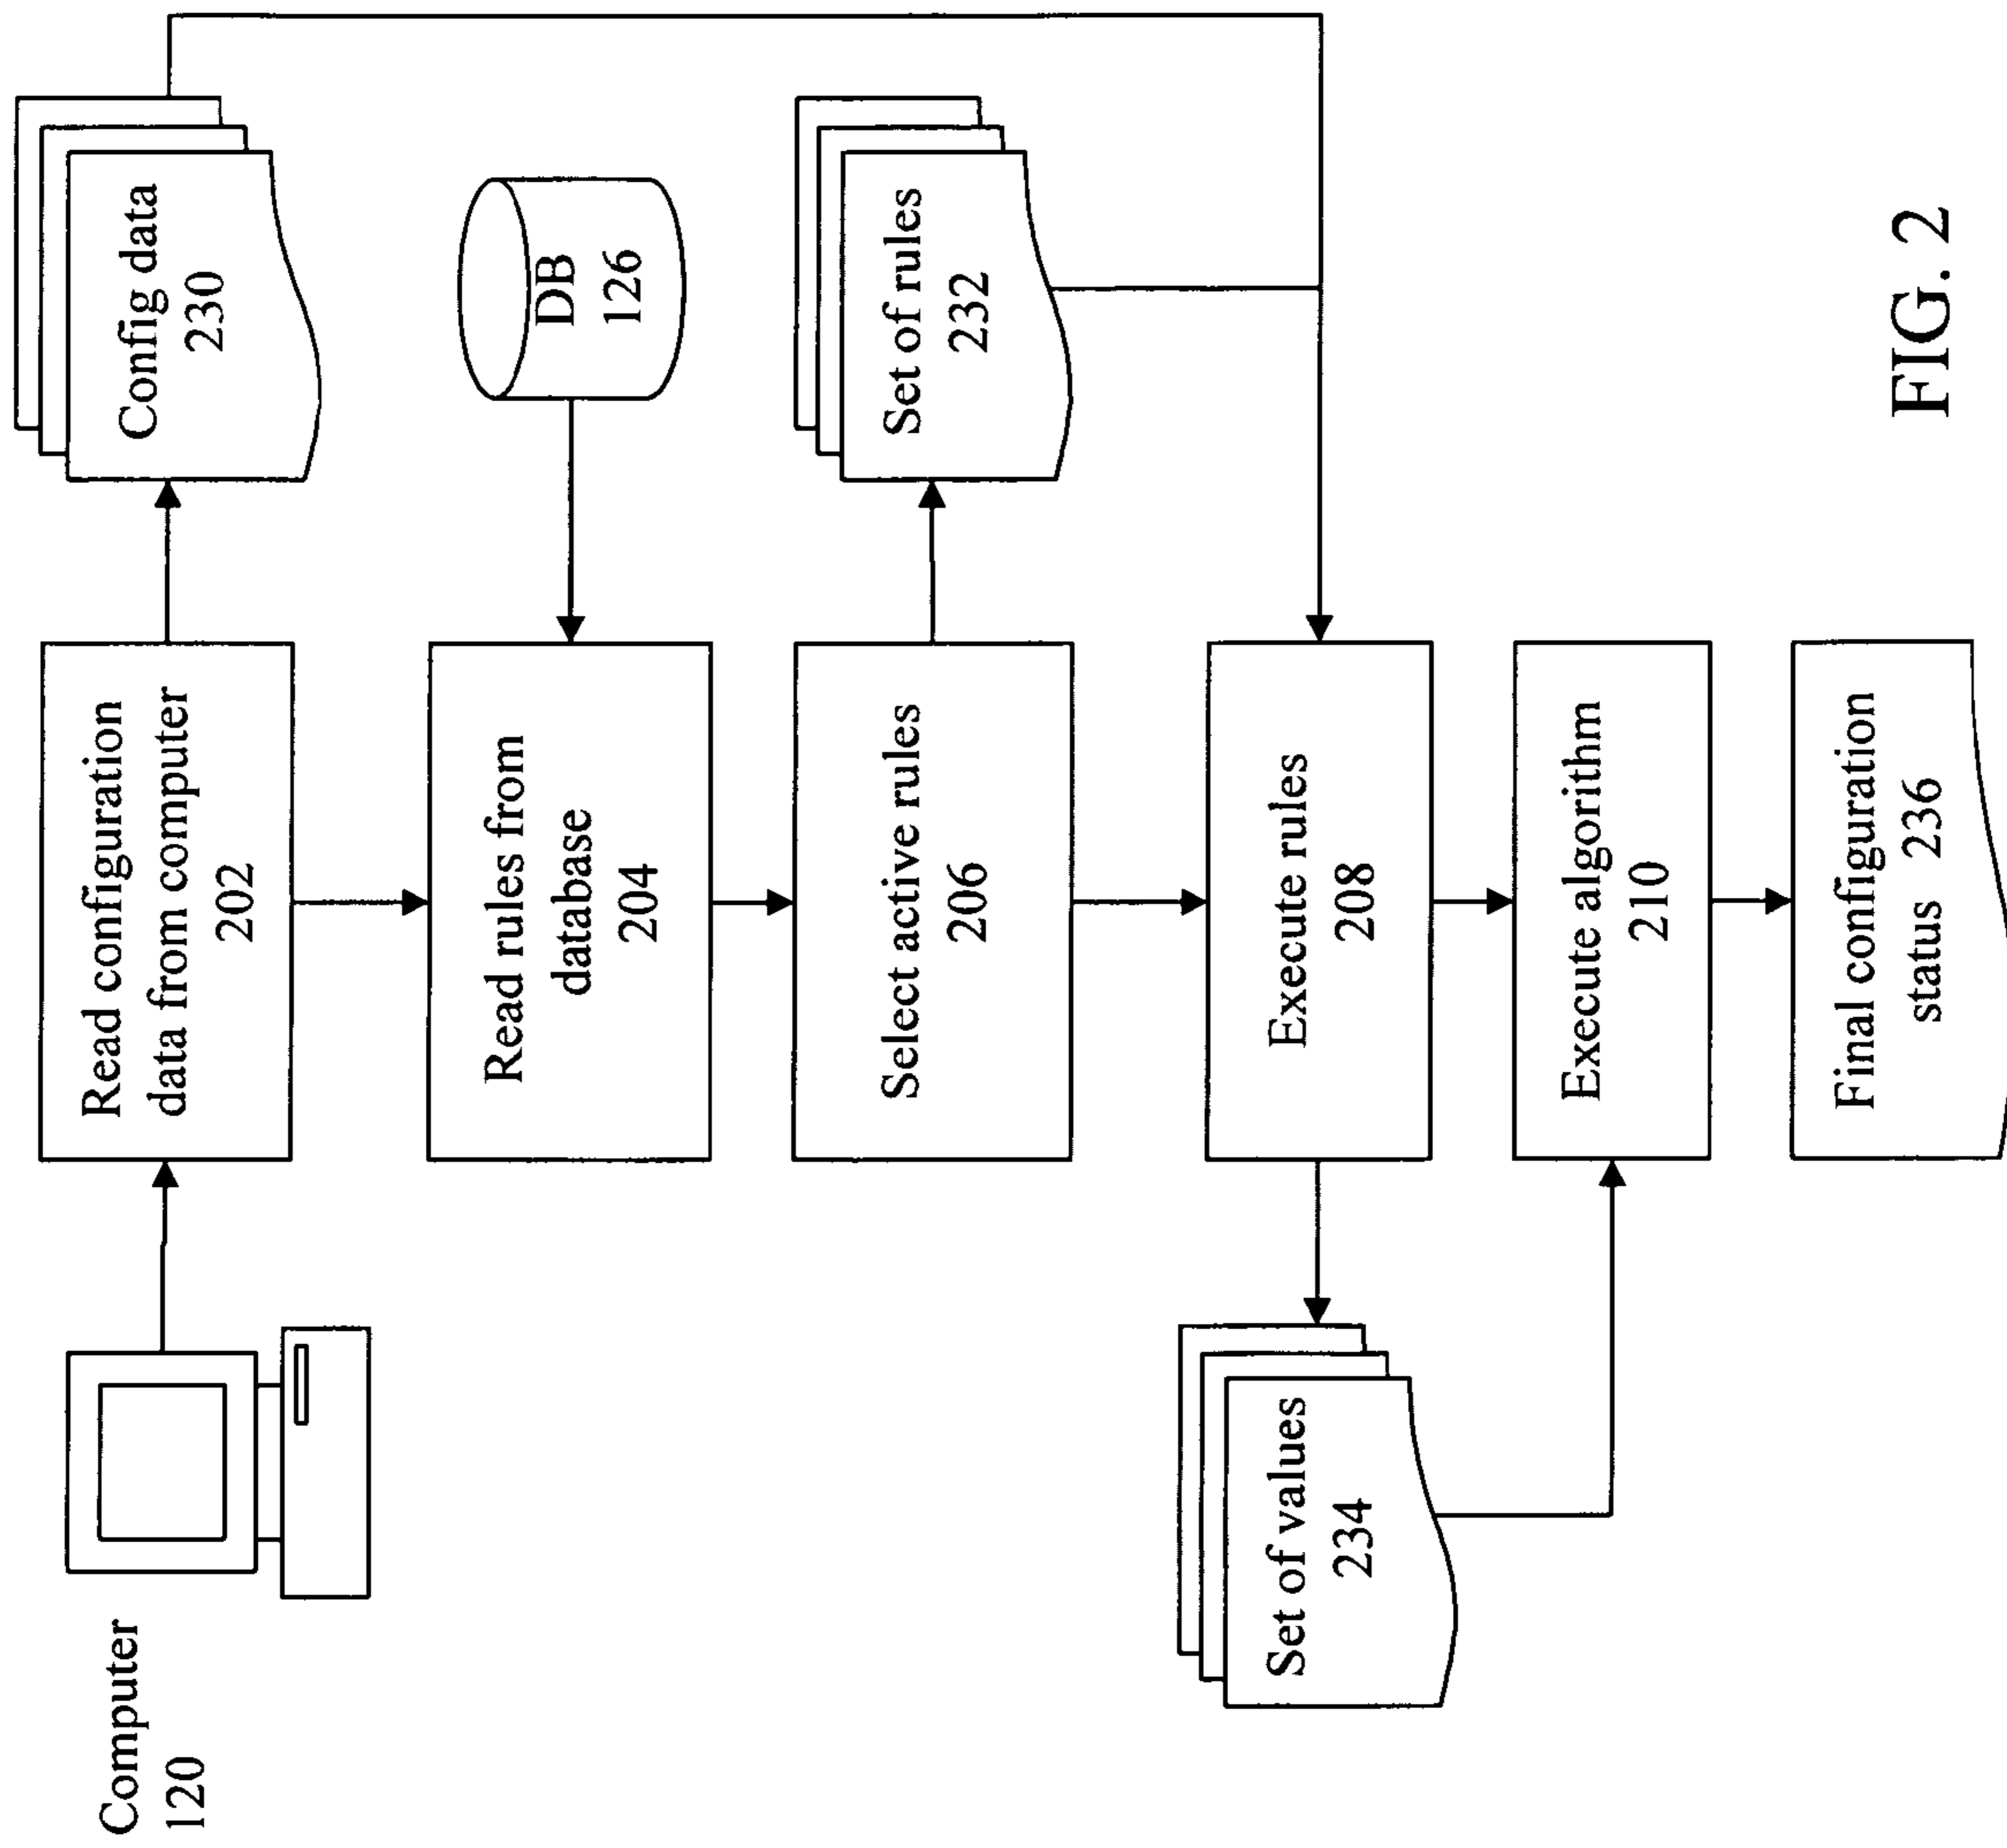 Computer
120
Read configuration
data from computer
202
Config data
230
Read rules from
database
204
DB
126
Select active rules
206
Set of rules
232
Execute rules
208
Set of values
234
Execute algorithm
210
Final configuration
status 236
FIG. 2